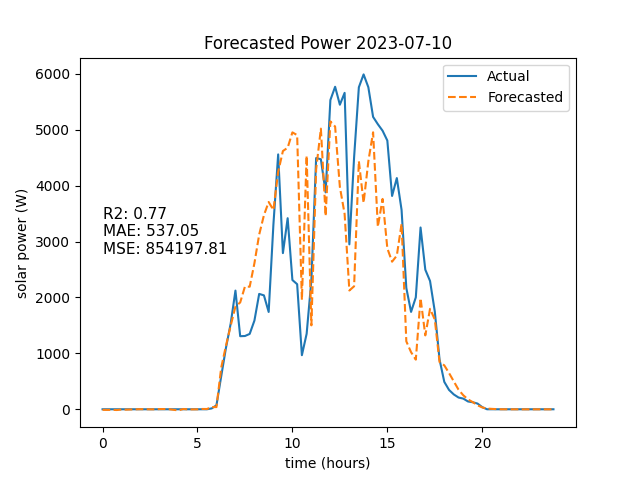 Forecasted Power 2023-07-10
Actual
Forecasted
R2: 0.77
MAE: 537.05
MSE: 854197.81
solar power (W)
6000
5000
4000
3000
2000
1000
0
0 5 10 15 20
time (hours)